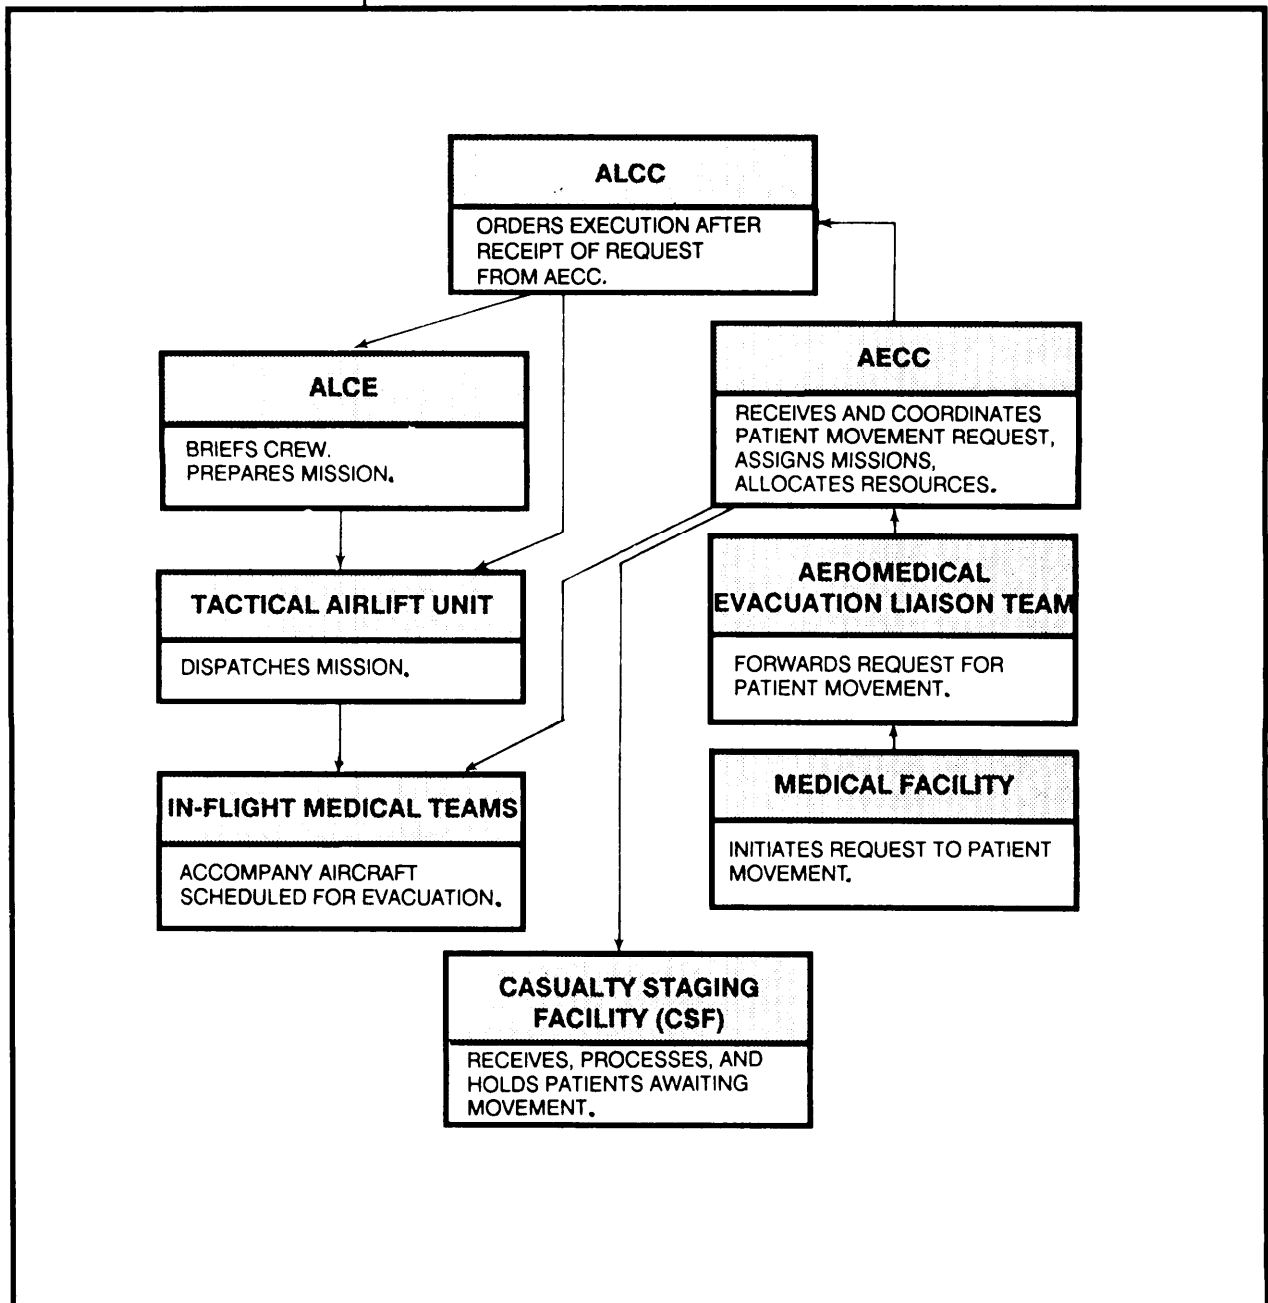 ALCC
ORDERS EXECUTION AFTER
RECEIPT OF REQUEST
FROM AECC.
ALCE
BRIEFS CREW.
PREPARES MISSION.
AECC
RECEIVES AND COORDINATES
PATIENT MOVEMENT REQUEST,
ASSIGNS MISSIONS,
ALLOCATES RESOURCES.
TACTICAL AIRLIFT UNIT
DISPATCHES MISSION.
AEROMEDICAL
EVACUATION LIAISON TEAM
FORWARDS REQUEST FOR
PATIENT MOVEMENT.
IN-FLIGHT MEDICAL TEAMS
ACCOMPANY AIRCRAFT
SCHEDULED FOR EVACUATION.
MEDICAL FACILITY
INITIATES REQUEST TO PATIENT
MOVEMENT.
CASUALTY STAGING
FACILITY (CSF)
RECEIVES, PROCESSES, AND
HOLDS PATIENTS AWAITING
MOVEMENT.